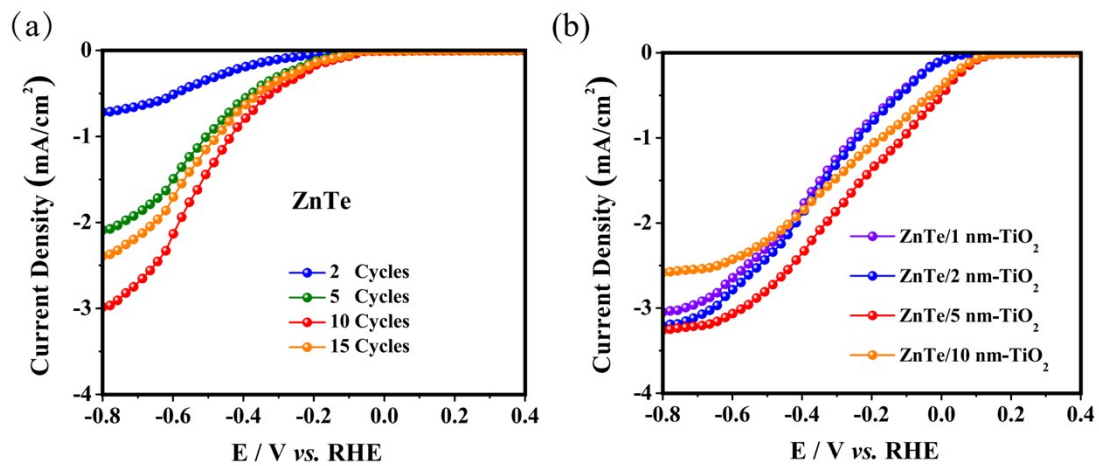 (a)
Current Density (mA/cm²)
0
-1
-2
-3
-4
-0.8 -0.6 -0.4 -0.2 0.0 0.2 0.4
E / V vs. RHE
ZnTe
2 Cycles
5 Cycles
10 Cycles
15 Cycles
(b)
Current Density (mA/cm²)
0
-1
-2
-3
-4
-0.8 -0.6 -0.4 -0.2 0.0 0.2 0.4
E / V vs. RHE
ZnTe/1 nm-TiO₂
ZnTe/2 nm-TiO₂
ZnTe/5 nm-TiO₂
ZnTe/10 nm-TiO₂